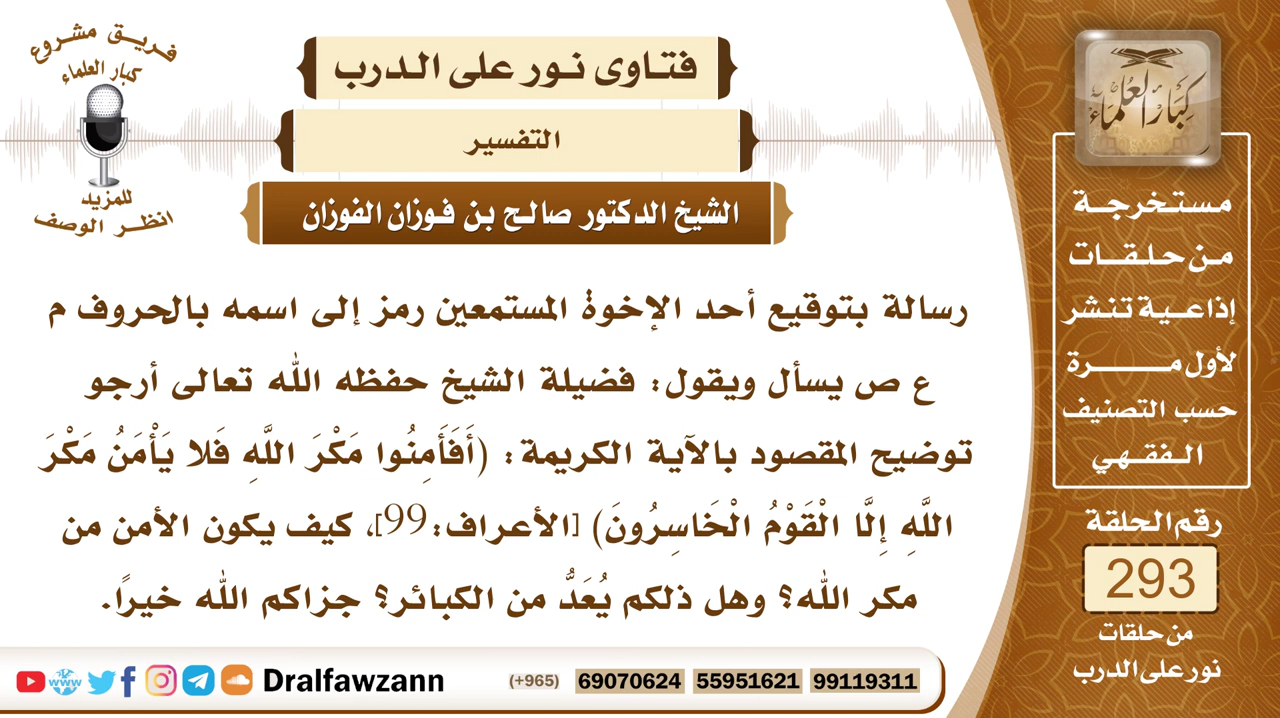 فريق مشروع
كبار العلماء
للمزيد
انظر الوصف
فتاوى نور على الدرب
التفسير
الشيخ الدكتور صالح بن فوزان الفوزان
رسالة بتوقيع أحد الإخوة المستمعين رمز إلى اسمه بالحروف م
ع ص يسأل ويقول: فضيلة الشيخ حفظه الله تعالى أرجو
توضيح المقصود بالآية الكريمة: (أَفَأَمِنُوا مَكْرَ اللَّهِ فَلا يَأْمَنُ مَكْرَ
اللَّهِ إِلَّا الْقَوْمُ الْخَاسِرُونَ) [الأعراف:99]، كيف يكون الأمن من
مكر الله؟ وهل ذلكم يُعَدُّ من الكبائر؟ جزاكم الله خيراً.
كبار العلماء
مستخرجة
من حلقات
إذاعية تنشر
لأول مرة
حسب التصنيف
الفقهي
رقم الحلقة
293
من حلقات
نور على الدرب
www Dralfawzann (+965) 69070624 55951621 99119311